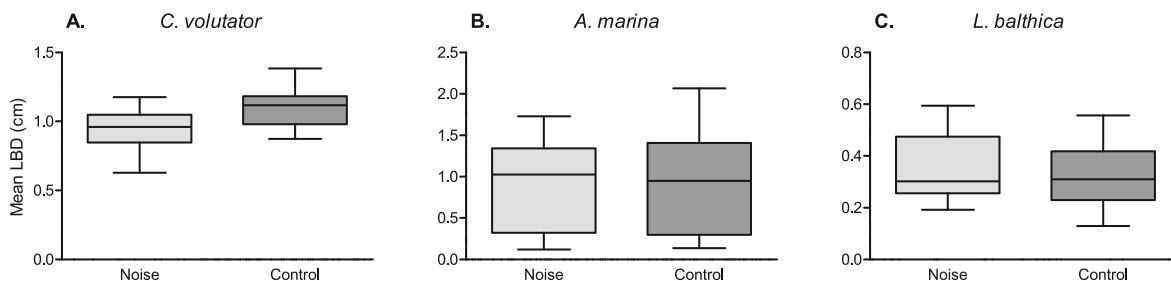 A. C. volutator
Mean LBD (cm)
1.5
1.0
0.5
0.0
Noise Control
B. A. marina
2.5
2.0
1.5
1.0
0.5
0.0
Noise Control
C. L. balthica
0.8
0.6
0.4
0.2
0.0
Noise Control